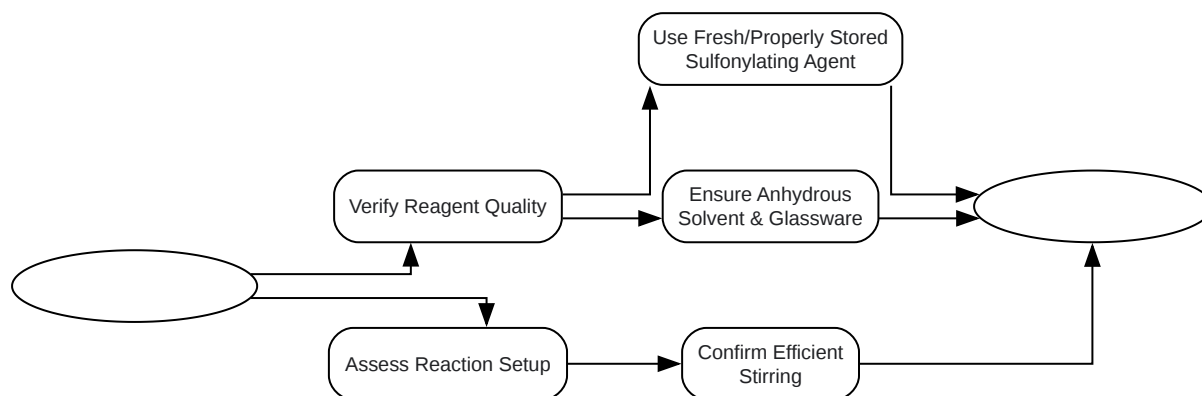 Use Fresh/Properly Stored
Sulfonylating Agent
Verify Reagent Quality
Ensure Anhydrous
Solvent & Glassware
Assess Reaction Setup
Confirm Efficient
Stirring